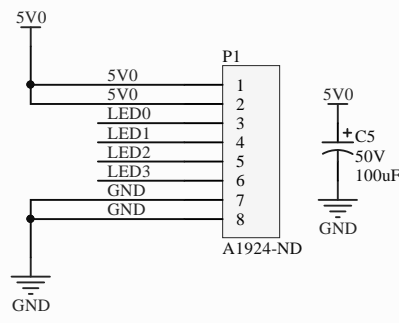 5V0
P1
5V0
1
5V0
2
LED0
3
LED1
4
LED2
5
LED3
6
GND
7
GND
8
A1924-ND
GND
5V0
+
C5
50V
100uF
GND